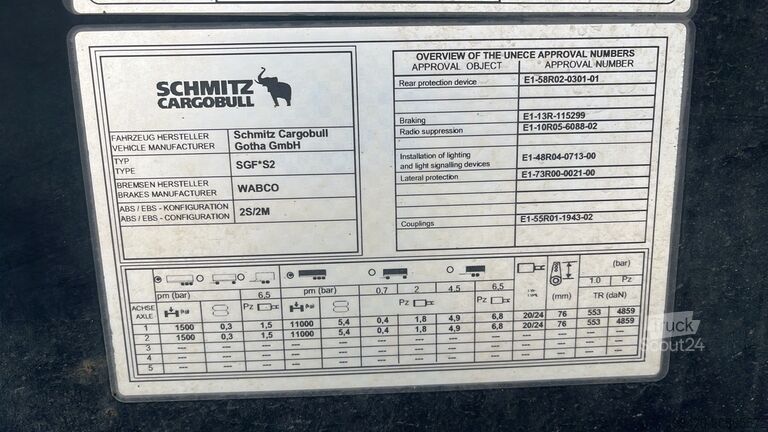 SCHMITZ
CARGOBULL
FAHRZEUG HERSTELLER
VEHICLE MANUFACTURER
Schmitz Cargobull
Gotha GmbH
TYP
TYPE
SGF*S2
BREMSEN HERSTELLER
BRAKES MANUFACTURER
WABCO
ABS / EBS - KONFIGURATION
ABS / EBS - CONFIGURATION
2S/2M
OVERVIEW OF THE UNECE APPROVAL NUMBERS
APPROVAL OBJECT APPROVAL NUMBER
Rear protection device E1-58R02-0301-01
Braking E1-13R-115299
Radio suppression E1-10R05-6088-02
Installation of lighting
and light signalling devices E1-48R04-0713-00
Lateral protection E1-73R00-0021-00
Couplings E1-55R01-1943-02
pm (bar) 6,5 pm (bar) 0,7 2 4,5 6,5 (mm) (bar)
1.0 Pz
ACHSE
AXLE
Pz Pz Pz TR (daN)
1 1500 0,3 1,5 11000 5,4 0,4 1,8 4,9 6,8 20/24 76 553 4859
2 1500 0,3 1,5 11000 5,4 0,4 1,8 4,9 6,8 20/24 76 553 4859
3 --- --- --- --- --- --- --- --- --- --- --- --- ---
4 --- --- --- --- --- --- --- --- --- --- --- --- ---
5 --- --- --- --- --- --- --- --- --- --- --- --- ---
Truck
Scout24